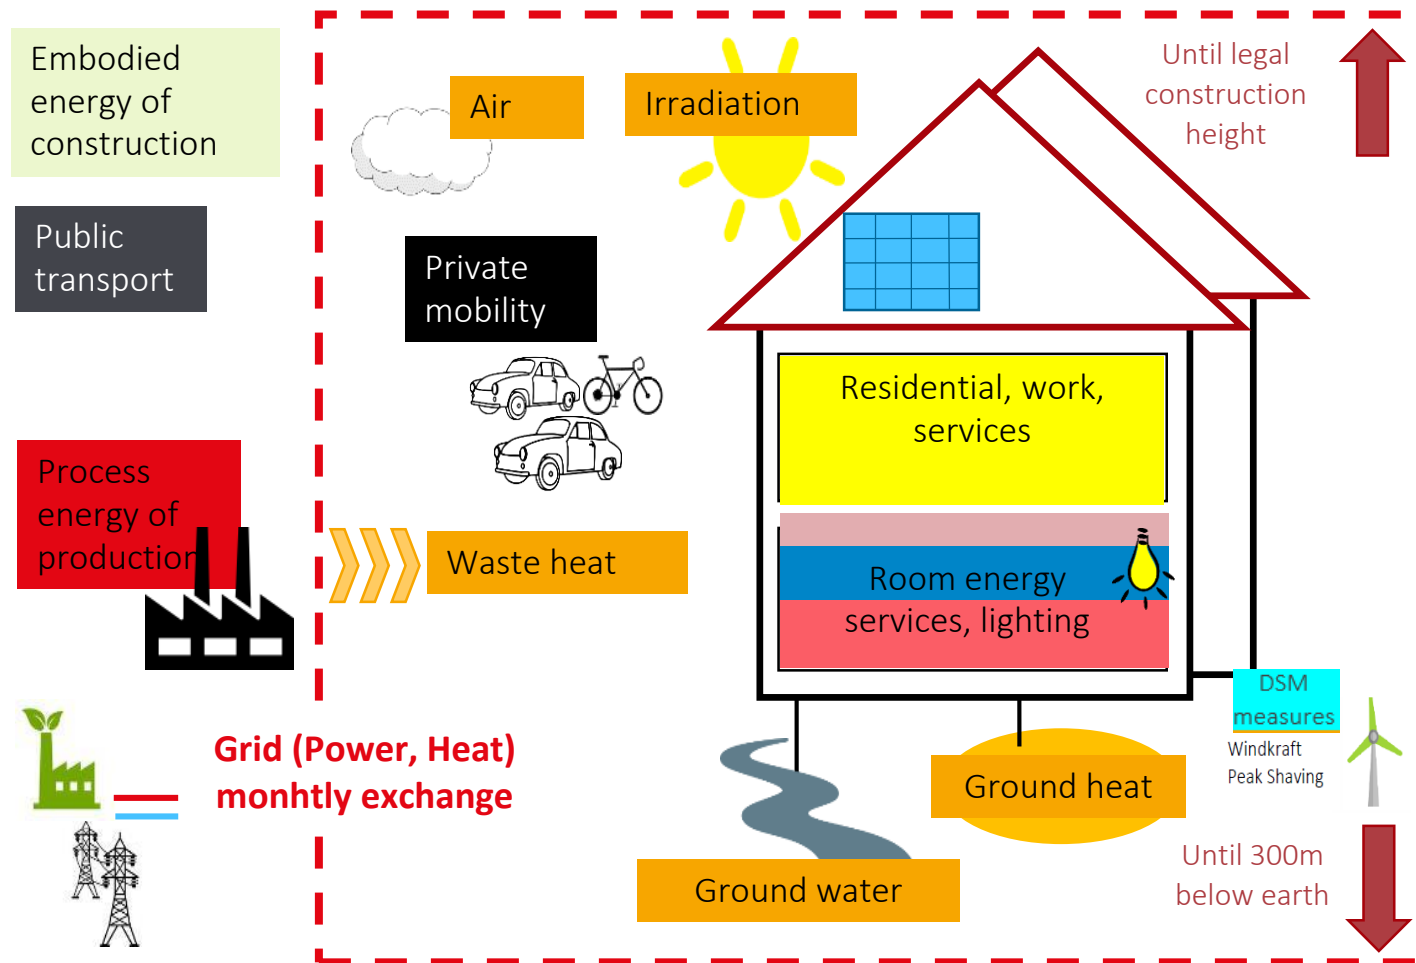 Embodied
energy of
construction
Public
transport
Process
energy of
production
Grid (Power, Heat)
monhtly exchange
Air
Irradiation
Private
mobility
Waste heat
Until legal
construction
height
Residential, work,
services
Room energy
services, lighting
DSM
measures
Windkraft
Peak Shaving
Ground heat
Ground water
Until 300m
below earth